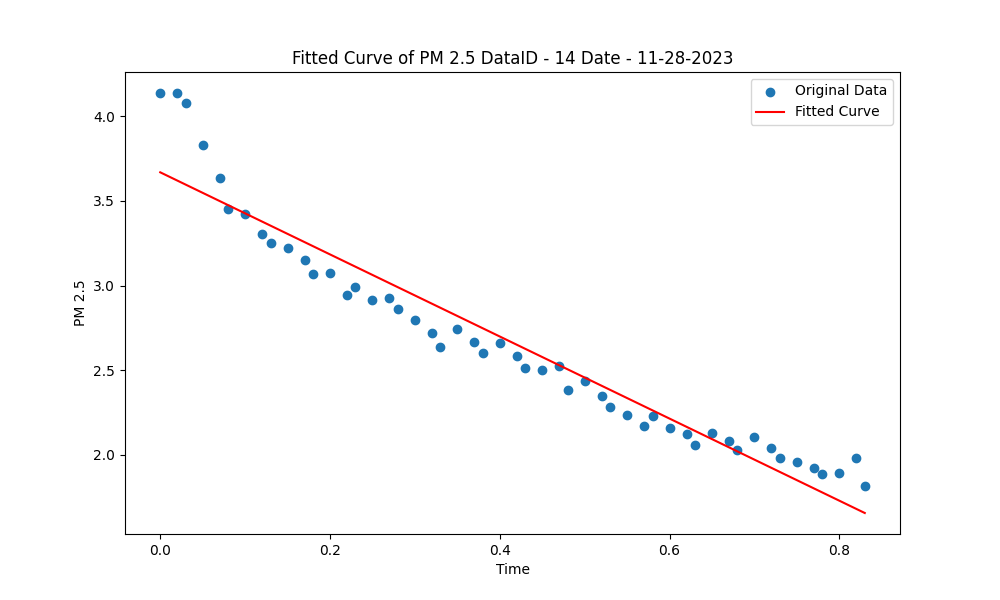 Fitted Curve of PM 2.5 DataID - 14 Date - 11-28-2023
Original Data
Fitted Curve
4.0
3.5
3.0
2.5
2.0
PM 2.5
0.0 0.2 0.4 0.6 0.8
Time